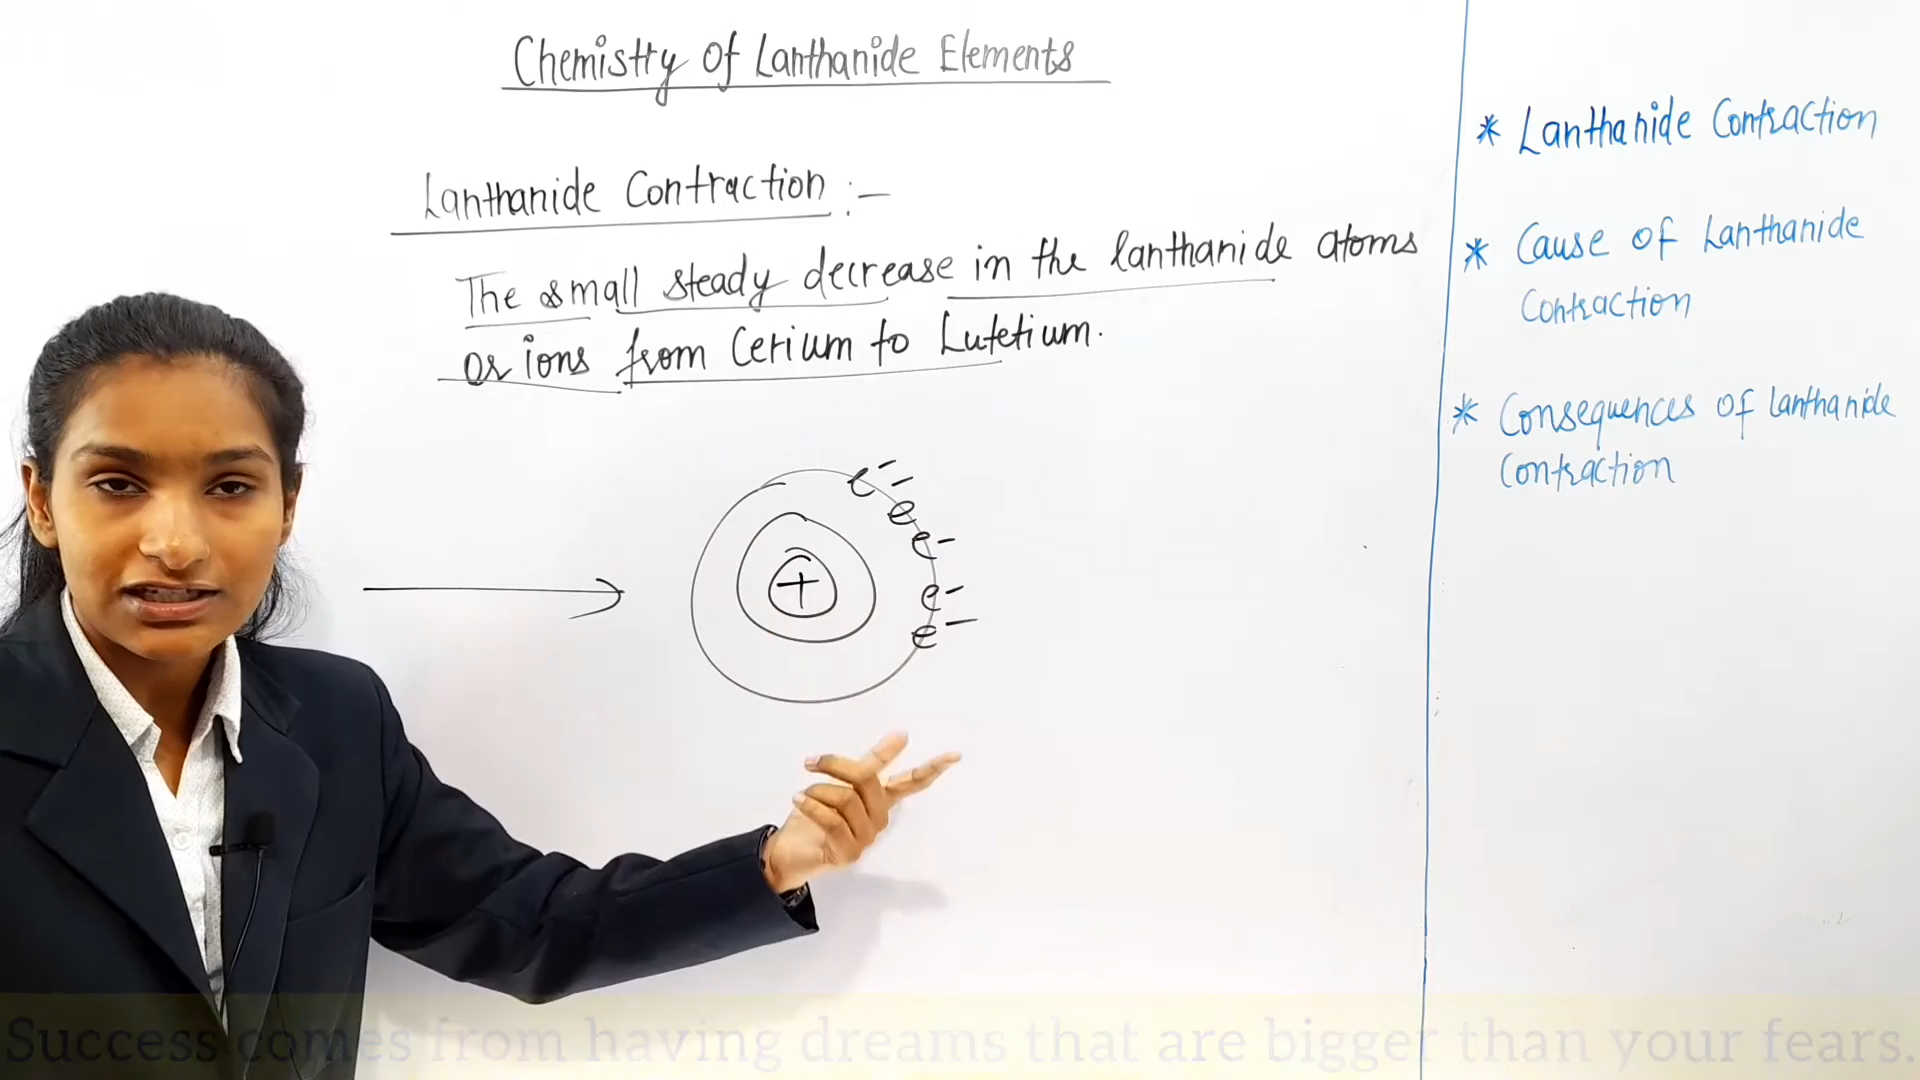 Chemistry Of Lanthanide Elements
Lanthanide Contraction :-
The small steady decrease in the lanthanide atoms
or ions from Cerium to Lutetium.
e-
e-
e-
e-
e-
+
* Lanthanide Contraction
* Cause of Lanthanide
Contraction
* Consequences of lanthanide
Contraction
Success comes from having dreams that are bigger than your fears.